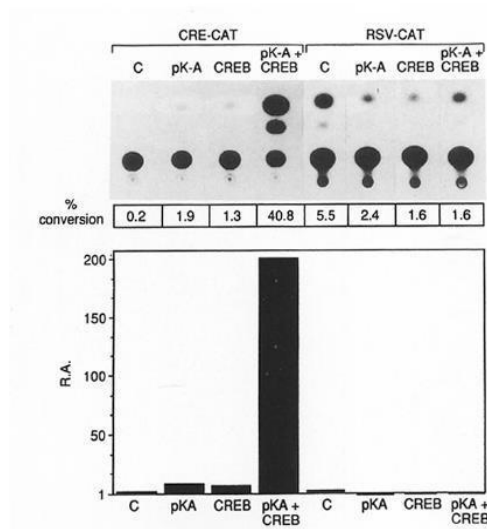 CRE-CAT RSV-CAT
C pK-A CREB pK-A + CREB C pK-A CREB pK-A + CREB
% conversion 0.2 1.9 1.3 40.8 5.5 2.4 1.6 1.6
200
150
100
50
1
R.A.
C pKA CREB pKA + CREB C pKA CREB pKA + CREB